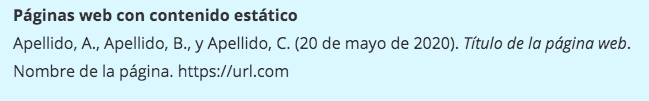 Páginas web con contenido estático
Apellido, A., Apellido, B., y Apellido, C. (20 de mayo de 2020). Título de la página web.
Nombre de la página. https://url.com